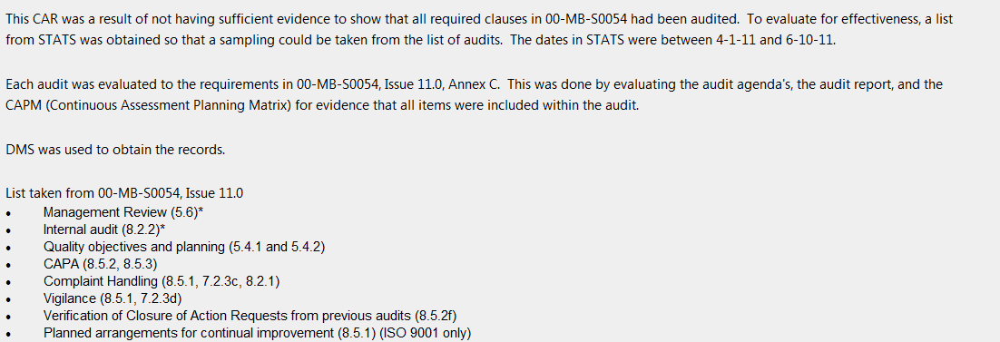 This CAR was a result of not having sufficient evidence to show that all required clauses in 00-MB-S0054 had been audited.  To evaluate for effectiveness, a list
from STATS was obtained so that a sampling could be taken from the list of audits.  The dates in STATS were between 4-1-11 and 6-10-11.
Each audit was evaluated to the requirements in 00-MB-S0054, Issue 11.0, Annex C.  This was done by evaluating the audit agenda's, the audit report, and the
CAPM (Continuous Assessment Planning Matrix) for evidence that all items were included within the audit.
DMS was used to obtain the records.
List taken from 00-MB-S0054, Issue 11.0
• Management Review (5.6)*
• Internal audit (8.2.2)*
• Quality objectives and planning (5.4.1 and 5.4.2)
• CAPA (8.5.2, 8.5.3)
• Complaint Handling (8.5.1, 7.2.3c, 8.2.1)
• Vigilance (8.5.1, 7.2.3d)
• Verification of Closure of Action Requests from previous audits (8.5.2f)
• Planned arrangements for continual improvement (8.5.1) (ISO 9001 only)